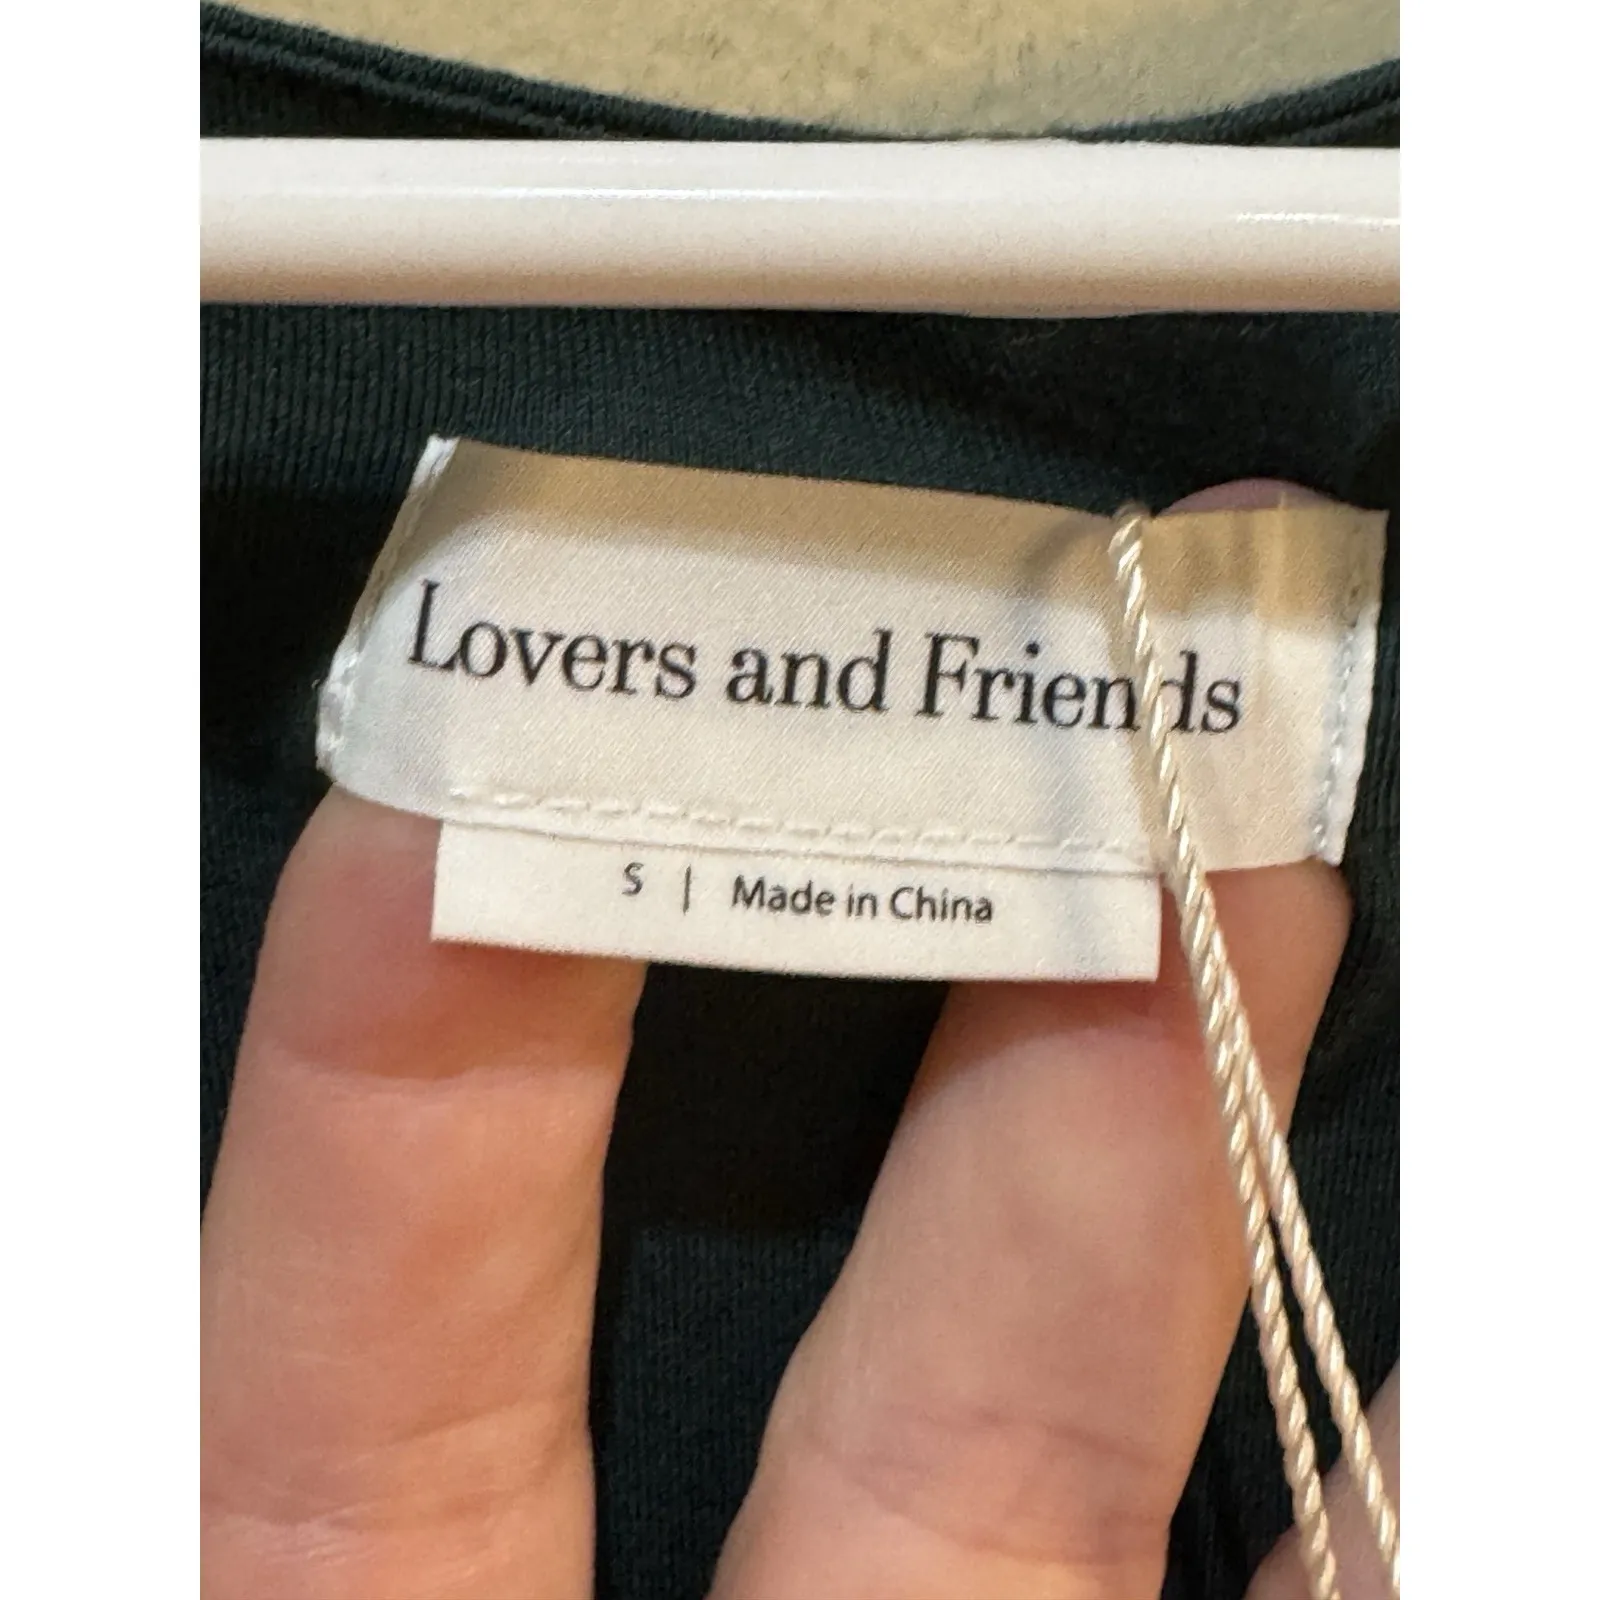 Lovers and Friends
S | Made in China